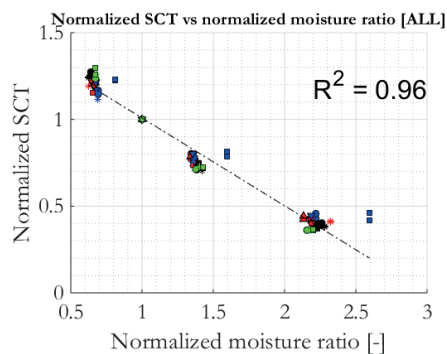 Normalized SCT vs normalized moisture ratio [ALL]
1.5
R² = 0.96
1
Normalized SCT
0.5
0
0.5 1 1.5 2 2.5 3
Normalized moisture ratio [-]